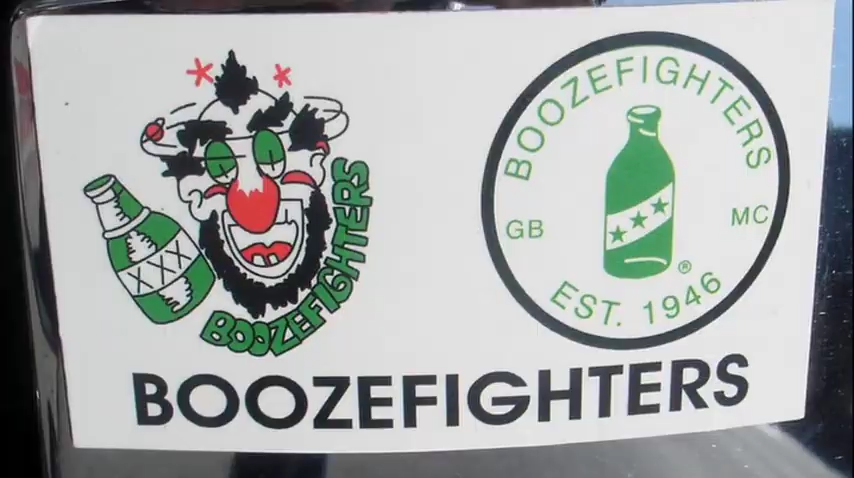 XXX
BOOZEFIGHTERS
BOOZEFIGHTERS
GB
MC
®
EST. 1946
BOOZEFIGHTERS